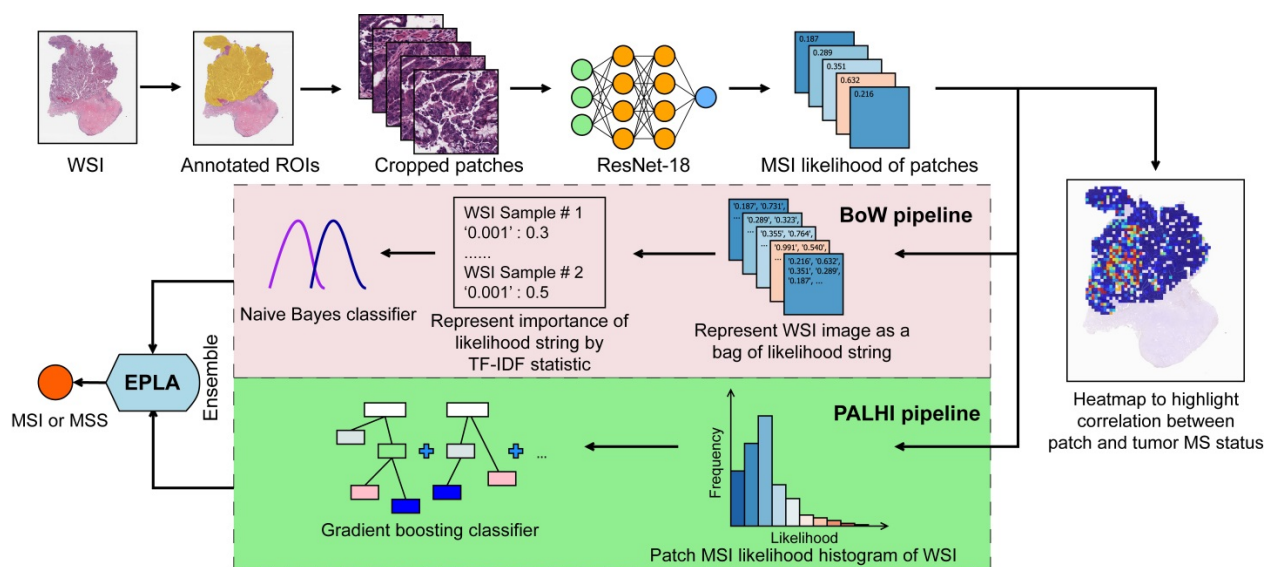 WSI
Annotated ROIs
Cropped patches
ResNet-18
0.187
0.289
0.351
0.632
0.216
MSI likelihood of patches
BoW pipeline
'0.187', '0.731',
...
'0.289', '0.323',
...
'0.355', '0.764',
...
'0.991', '0.540',
...
'0.216', '0.632',
'0.351', '0.289',
'0.187', ...
Represent WSI image as a
bag of likelihood string
WSI Sample # 1
‘0.001’ : 0.3
......
WSI Sample # 2
‘0.001’ : 0.5
Represent importance of
likelihood string by
TF-IDF statistic
Naive Bayes classifier
Heatmap to highlight
correlation between
patch and tumor MS status
PALHI pipeline
Frequency
Likelihood
Patch MSI likelihood histogram of WSI
...
Gradient boosting classifier
Ensemble
EPLA
MSI or MSS